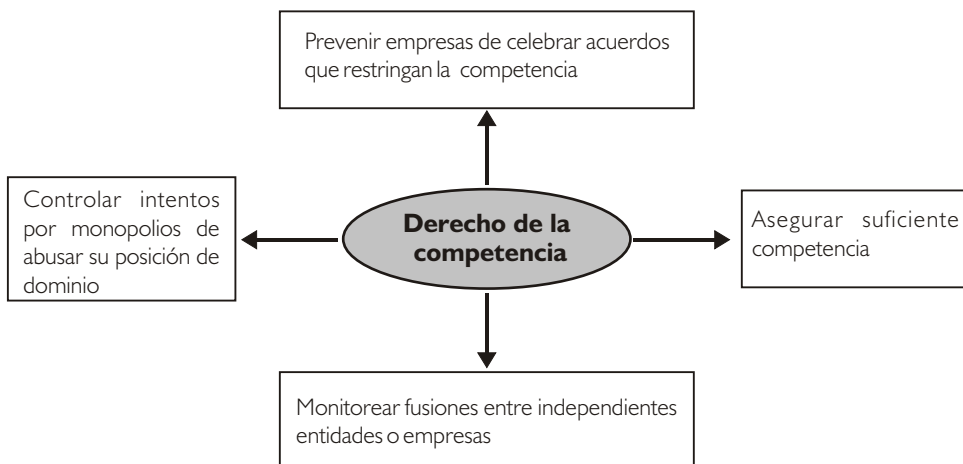 Prevenir empresas de celebrar acuerdos
que restringan la competencia
Controlar intentos
por monopolios de
abusar su posición de
dominio
Derecho de la
competencia
Asegurar suficiente
competencia
Monitorear fusiones entre independientes
entidades o empresas